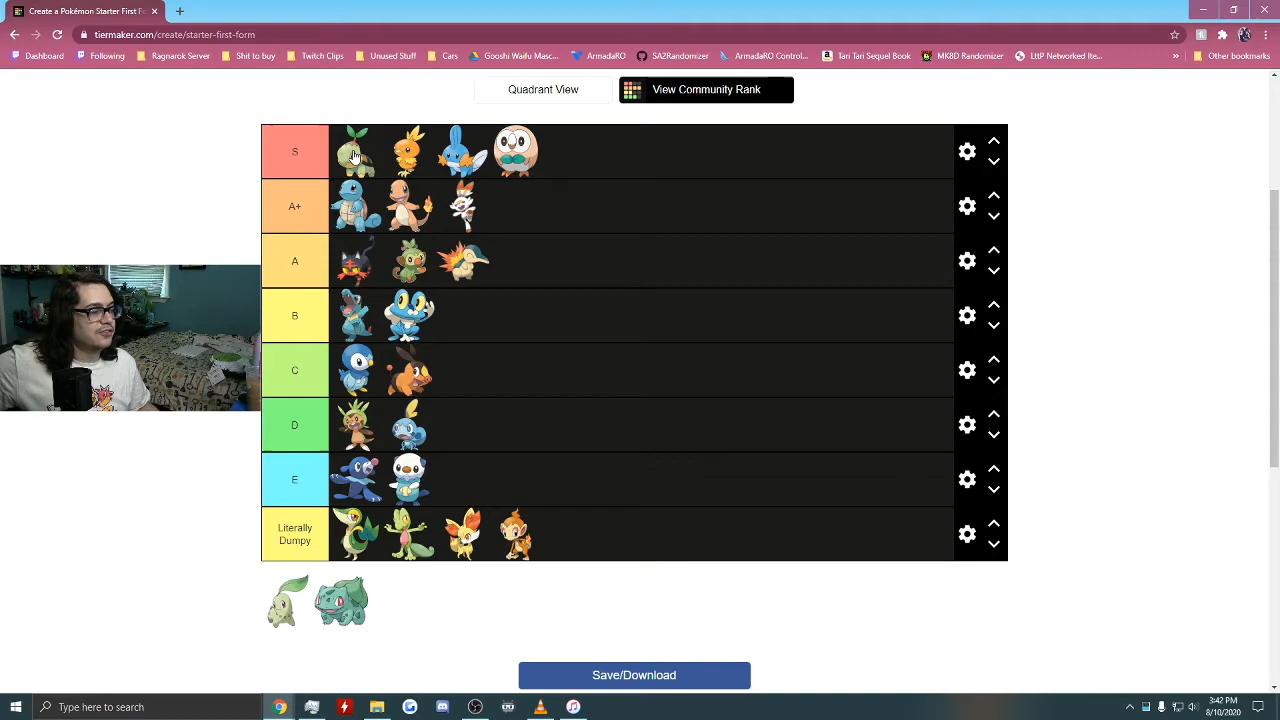 Create a Pokémon Starter First Fo
tiermaker.com/create/starter-first-form
Dashboard
Following
Ragnarok Server
Shit to buy
Twitch Clips
Unused Stuff
Cars
Gooshi Waifu Masc...
ArmadaRO
SA2Randomizer
ArmadaRO Control...
Tari Tari Sequel Book
MK8D Randomizer
LttP Networked Ite...
»
Other bookmarks
Quadrant View
View Community Rank
S
A+
A
B
C
D
E
Literally
Dumpy
Save/Download
Type here to search
3:42 PM
8/10/2020